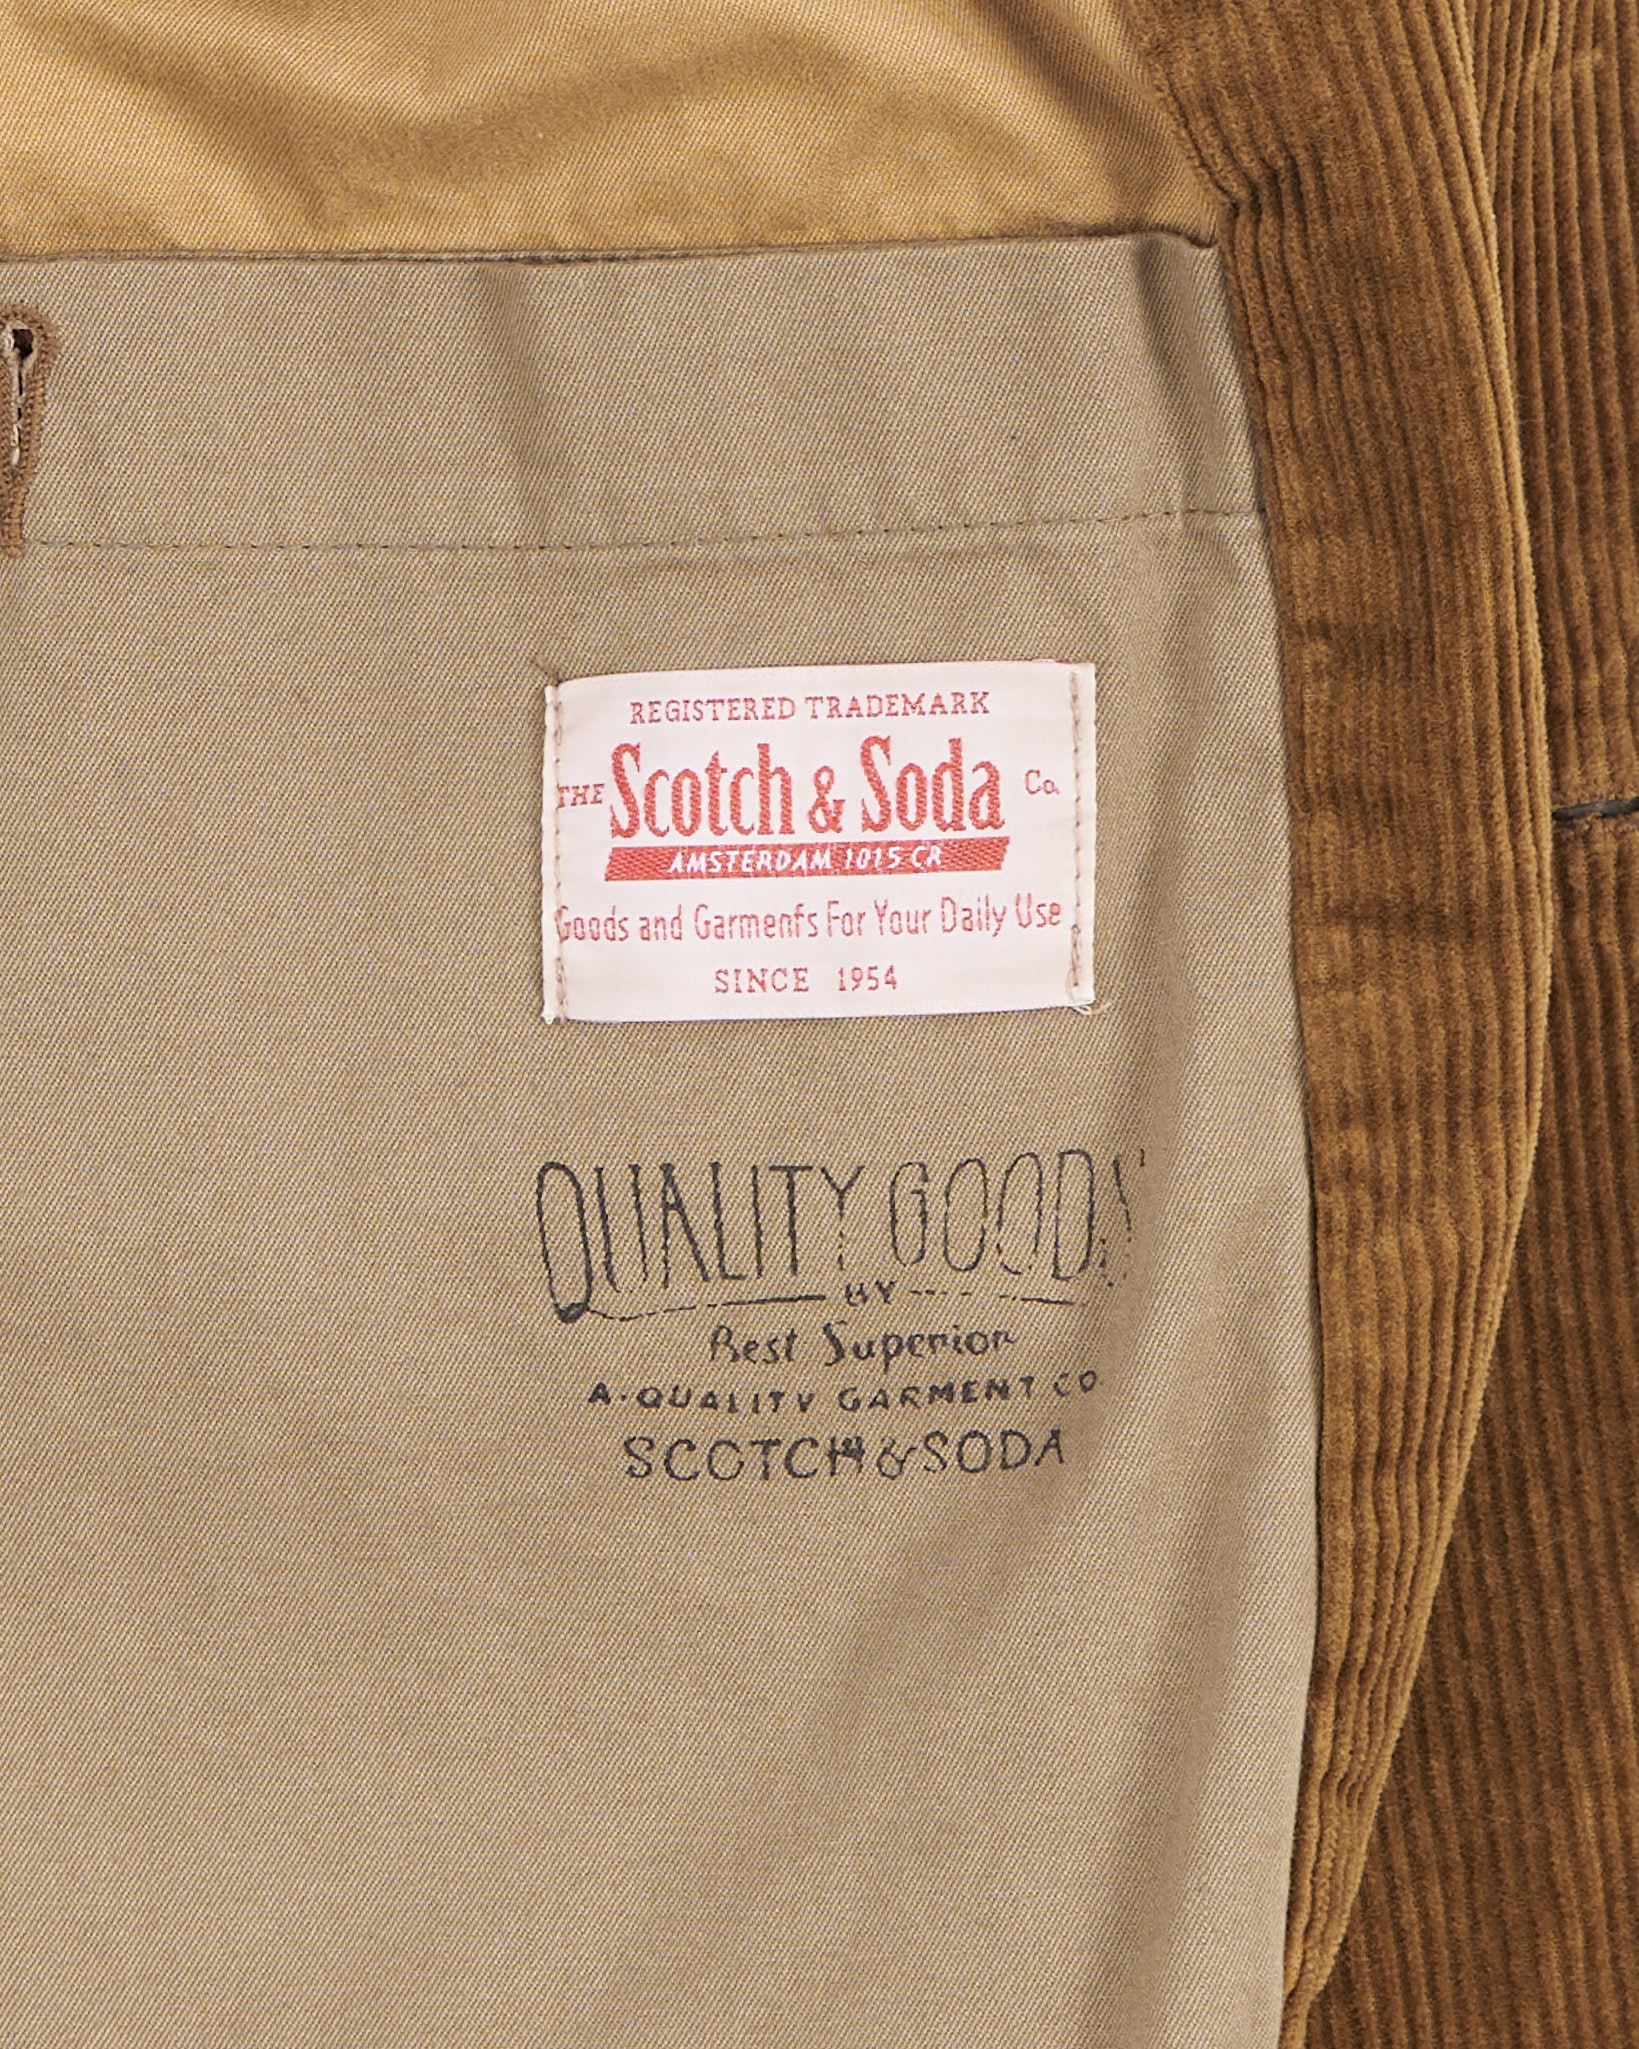 REGISTERED TRADEMARK
THE Scotch & Soda Co.
AMSTERDAM 1015 CR
Goods and Garments For Your Daily Use
SINCE 1954
QUALITY GOODS
BY
Best Superior
A·QUALITY GARMENT CO
SCOTCH & SODA